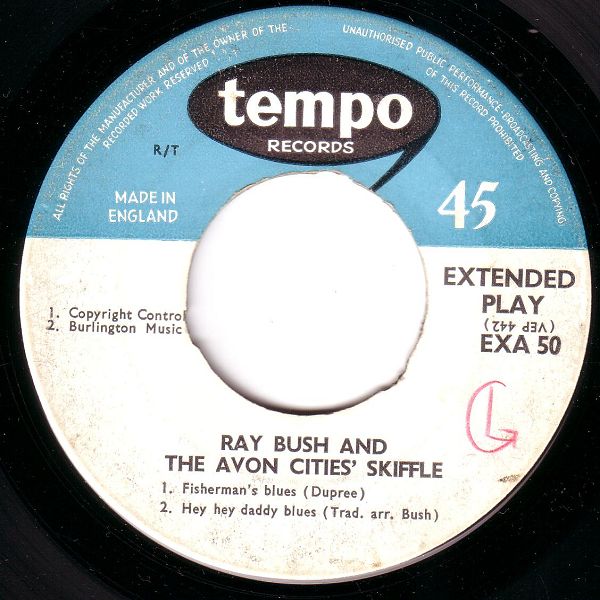 ALL RIGHTS OF THE MANUFACTURER AND OF THE OWNER OF THE
RECORDED WORK RESERVED
UNAUTHORISED PUBLIC PERFORMANCE, BROADCASTING AND COPYING
OF THIS RECORD PROHIBITED
tempo
RECORDS
R/T
MADE IN
ENGLAND
45
EXTENDED
PLAY
(VEP 442)
EXA 50
1. Copyright Control
2. Burlington Music
RAY BUSH AND
THE AVON CITIES' SKIFFLE
1. Fisherman's blues (Dupree)
2. Hey hey daddy blues (Trad. arr. Bush)